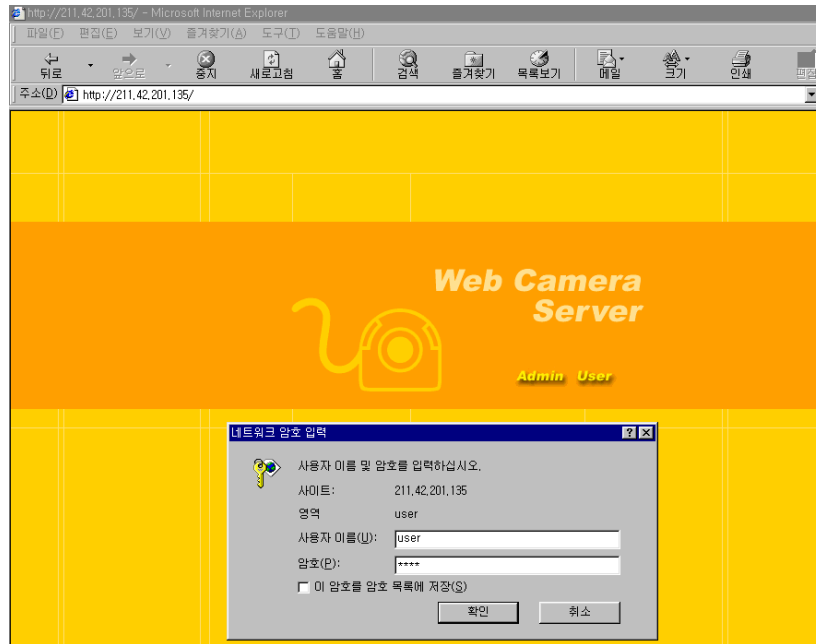 http://211.42.201.135/ - Microsoft Internet Explorer
파일(F) 편집(E) 보기(V) 즐겨찾기(A) 도구(T) 도움말(H)
뒤로 앞으로 중지 새로고침 홈 검색 즐겨찾기 목록보기 메일 크기 인쇄 편집
주소(D) http://211.42.201.135/
Web Camera
Server
Admin User
네트워크 암호 입력
사용자 이름 및 암호를 입력하십시오.
사이트: 211.42.201.135
영역 user
사용자 이름(U): user
암호(P): ****
이 암호를 암호 목록에 저장(S)
확인 취소